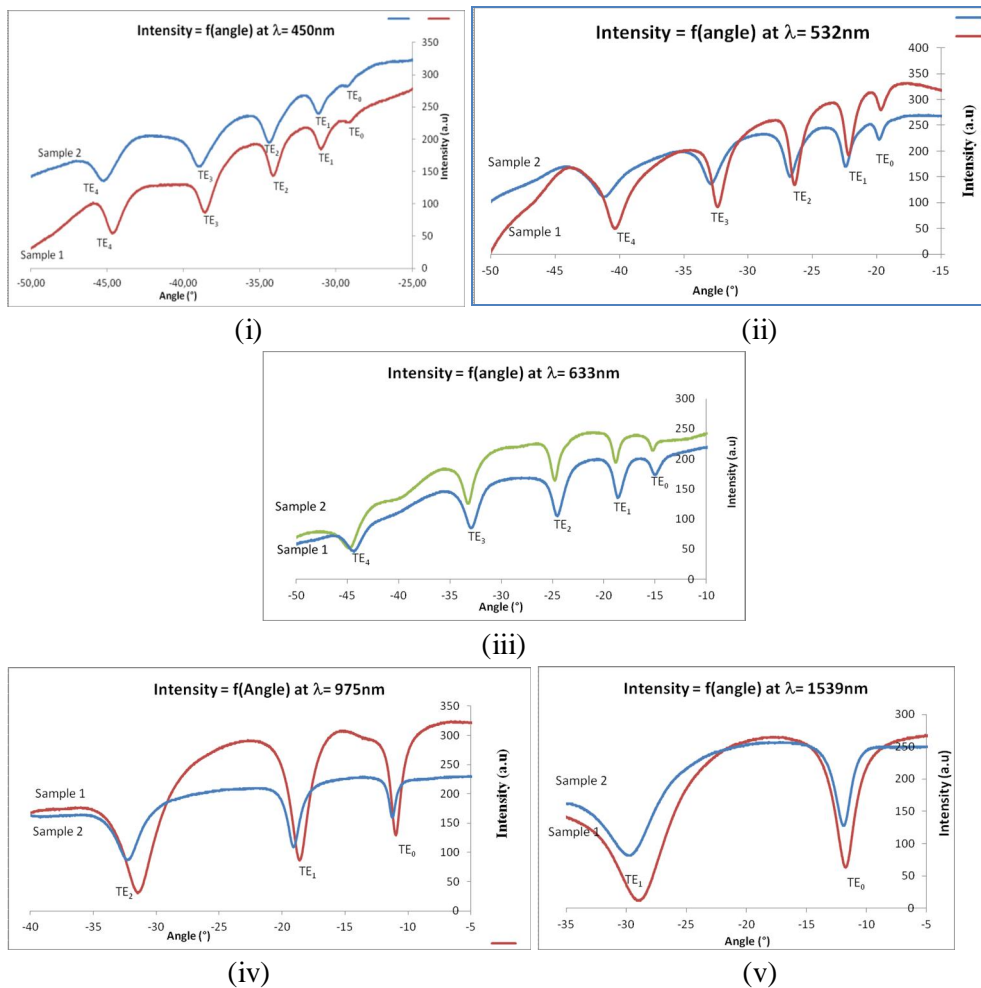 Intensity = f(angle) at λ= 450nm
350
300
250
200
150
100
50
0
Intensity (a.u)
Sample 2
Sample 1
TE₄
TE₃
TE₂
TE₁
TE₀
TE₄
TE₃
TE₂
TE₁
TE₀
-50,00
-45,00
-40,00
-35,00
-30,00
-25,00
Angle (°)
(i)
Intensity = f(angle) at λ= 532nm
400
350
300
250
200
150
100
50
0
Intensity (a.u)
Sample 2
Sample 1
TE₄
TE₃
TE₂
TE₁
TE₀
-50
-45
-40
-35
-30
-25
-20
-15
Angle (°)
(ii)
Intensity = f(angle) at λ= 633nm
300
250
200
150
100
50
0
Intensity (a.u)
Sample 2
Sample 1
TE₄
TE₃
TE₂
TE₁
TE₀
-50
-45
-40
-35
-30
-25
-20
-15
-10
Angle (°)
(iii)
Intensity = f(Angle) at λ= 975nm
350
300
250
200
150
100
50
0
Intensity (a.u)
Sample 1
Sample 2
TE₂
TE₁
TE₀
-40
-35
-30
-25
-20
-15
-10
-5
Angle (°)
(iv)
Intensity = f(angle) at λ= 1539nm
300
250
200
150
100
50
0
Intensity (a.u)
Sample 2
Sample 1
TE₁
TE₀
-35
-30
-25
-20
-15
-10
-5
Angle (°)
(v)